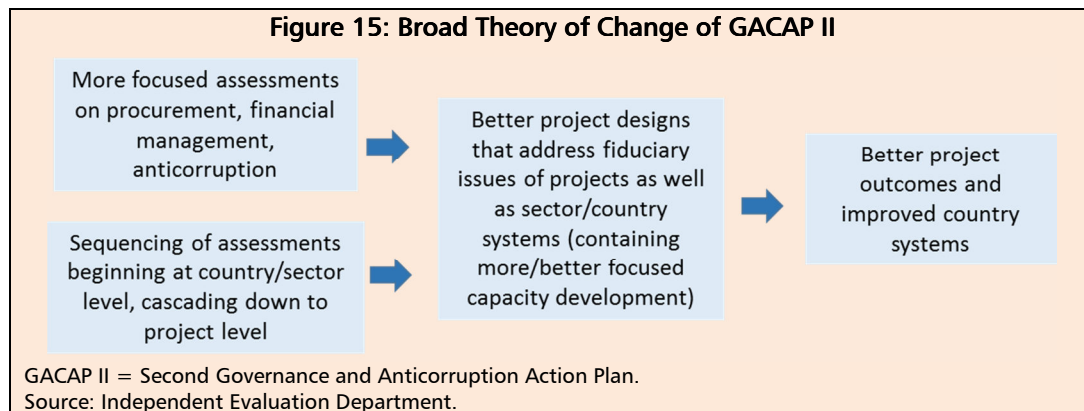 Figure 15: Broad Theory of Change of GACAP II
More focused assessments
on procurement, financial
management,
anticorruption
Sequencing of assessments
beginning at country/sector
level, cascading down to
project level
Better project designs
that address fiduciary
issues of projects as well
as sector/country
systems (containing
more/better focused
capacity development)
Better project
outcomes and
improved country
systems
GACAP II = Second Governance and Anticorruption Action Plan.
Source: Independent Evaluation Department.